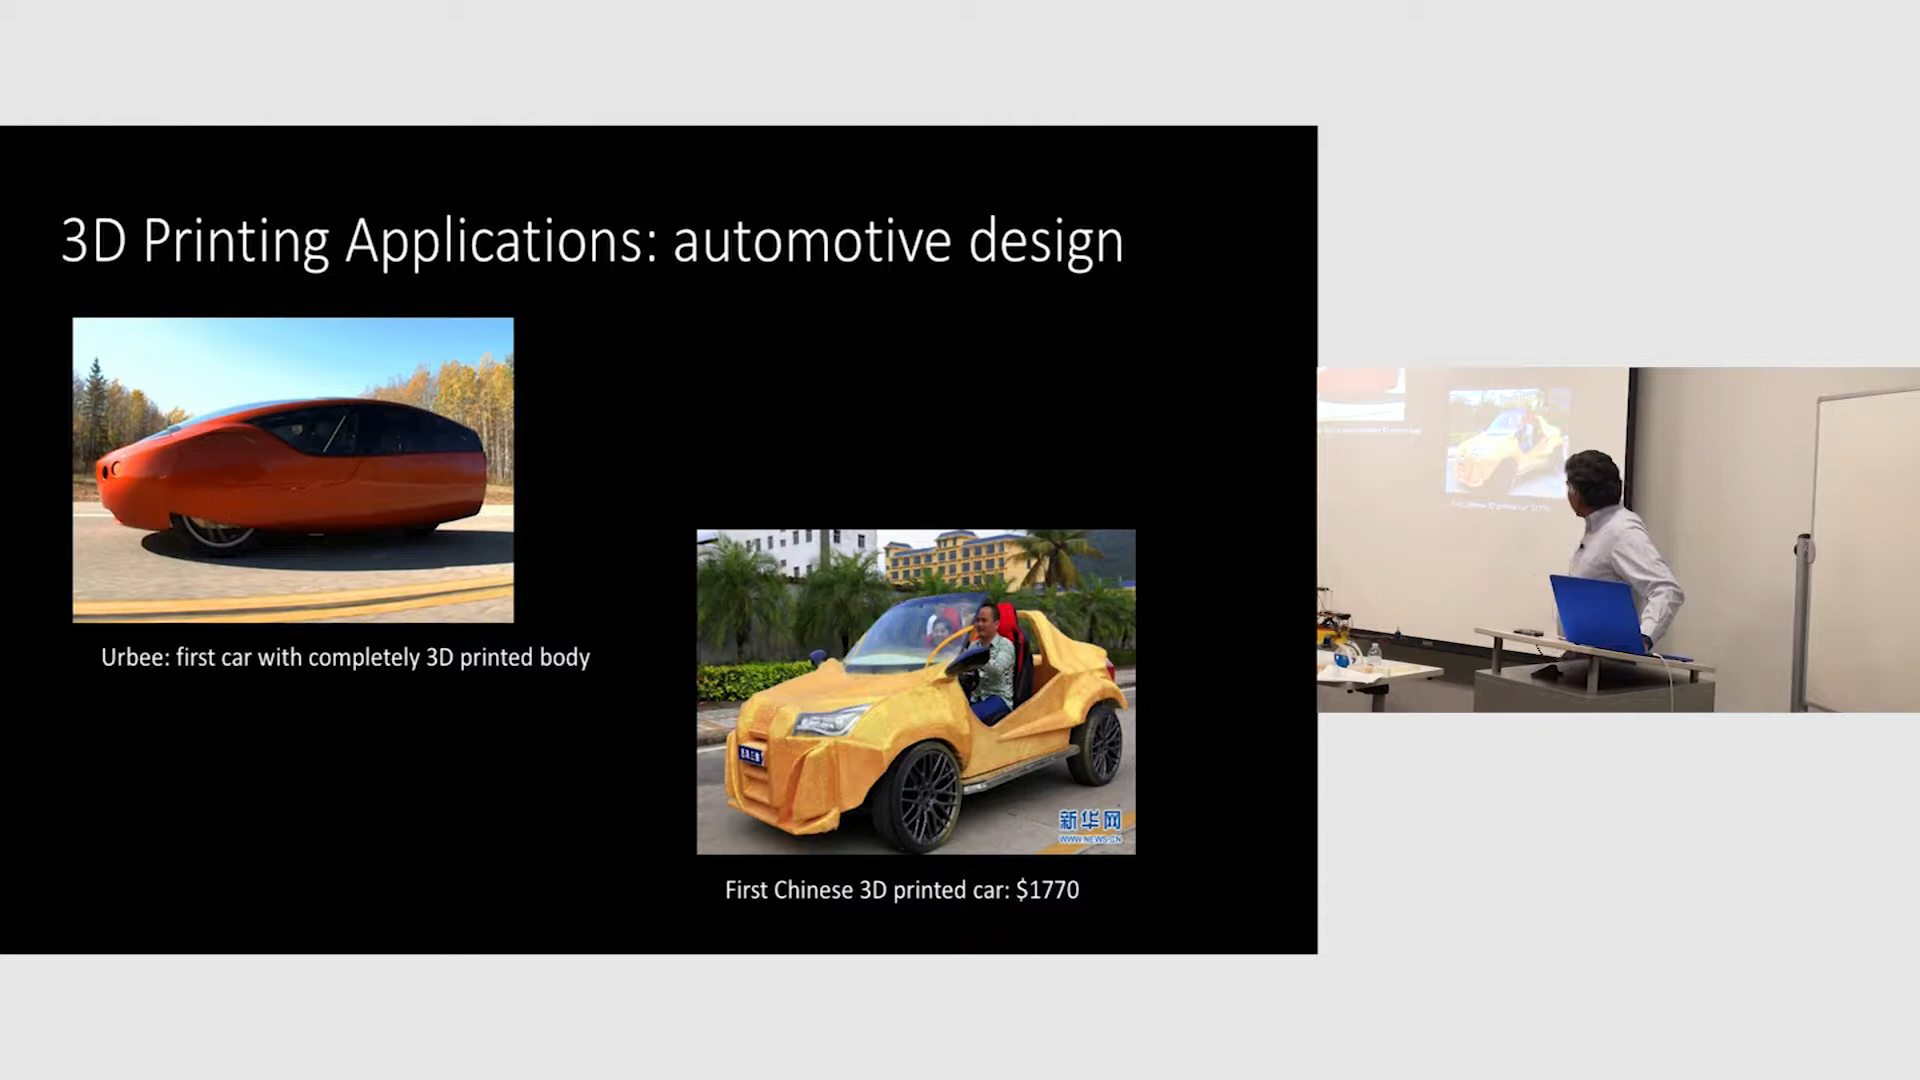 3D Printing Applications: automotive design
Urbee: first car with completely 3D printed body
新华网
WWW.NEWS.CN
First Chinese 3D printed car: $1770